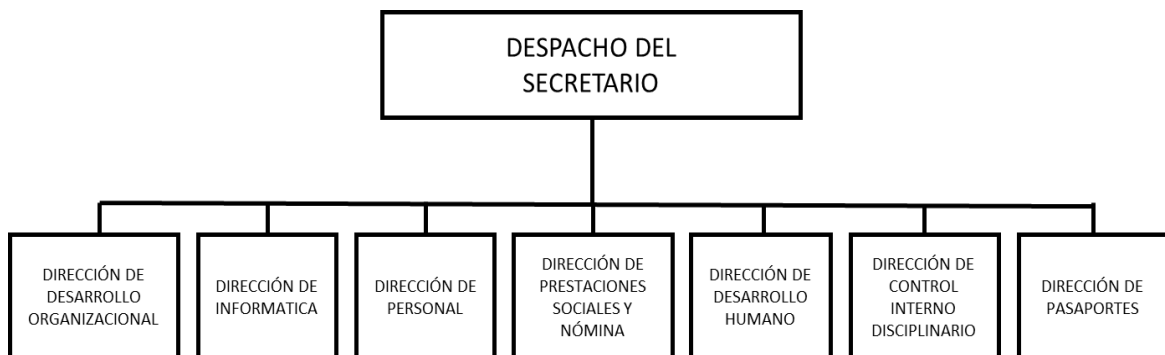 DESPACHO DEL
SECRETARIO
DIRECCIÓN DE
DESARROLLO
ORGANIZACIONAL
DIRECCIÓN DE
INFORMATICA
DIRECCIÓN DE
PERSONAL
DIRECCIÓN DE
PRESTACIONES
SOCIALES Y
NÓMINA
DIRECCIÓN DE
DESARROLLO
HUMANO
DIRECCIÓN DE
CONTROL
INTERNO
DISCIPLINARIO
DIRECCIÓN DE
PASAPORTES